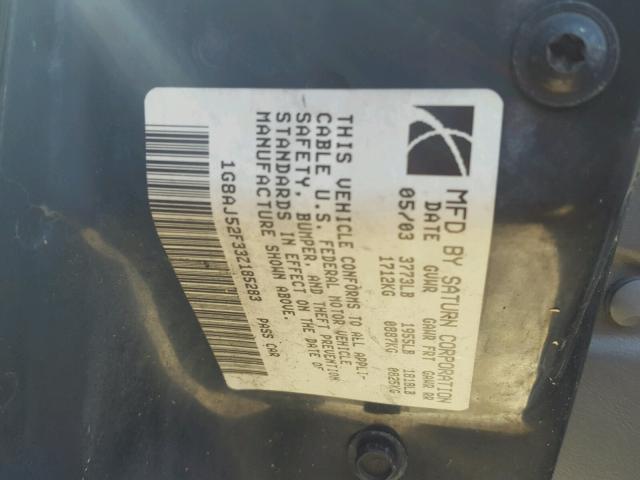 MFD BY SATURN CORPORATION
DATE GVWR GAWR FRT GAWR RR
05/03 3773LB 1955LB 1818LB
1712KG 0887KG 0825KG
THIS VEHICLE CONFORMS TO ALL APPLI-
CABLE U.S. FEDERAL MOTOR VEHICLE
SAFETY, BUMPER, AND THEFT PREVENTION
STANDARDS IN EFFECT ON THE DATE OF
MANUFACTURE SHOWN ABOVE.
1G8AJ52F33Z185283 PASS CAR